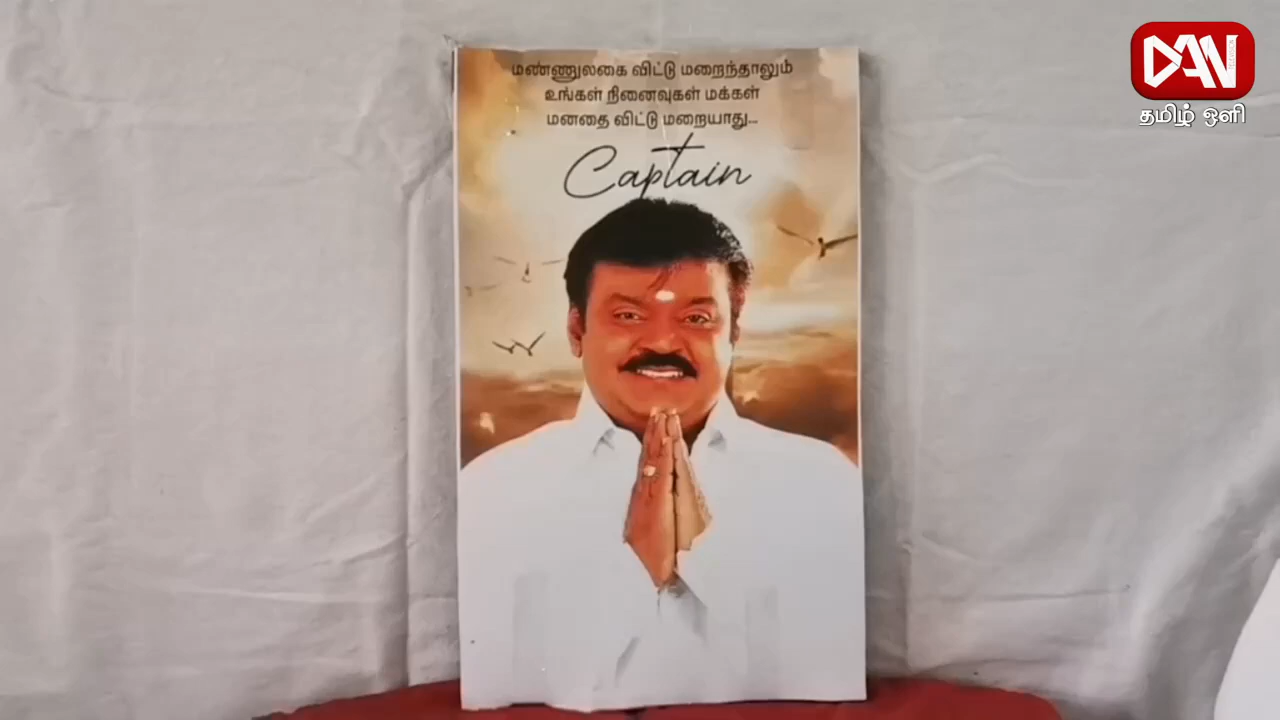 மண்ணுலகை விட்டு மறைந்தாலும்
உங்கள் நினைவுகள் மக்கள்
மனதை விட்டு மறையாது...
Captain
DAN
தமிழ் ஒளி